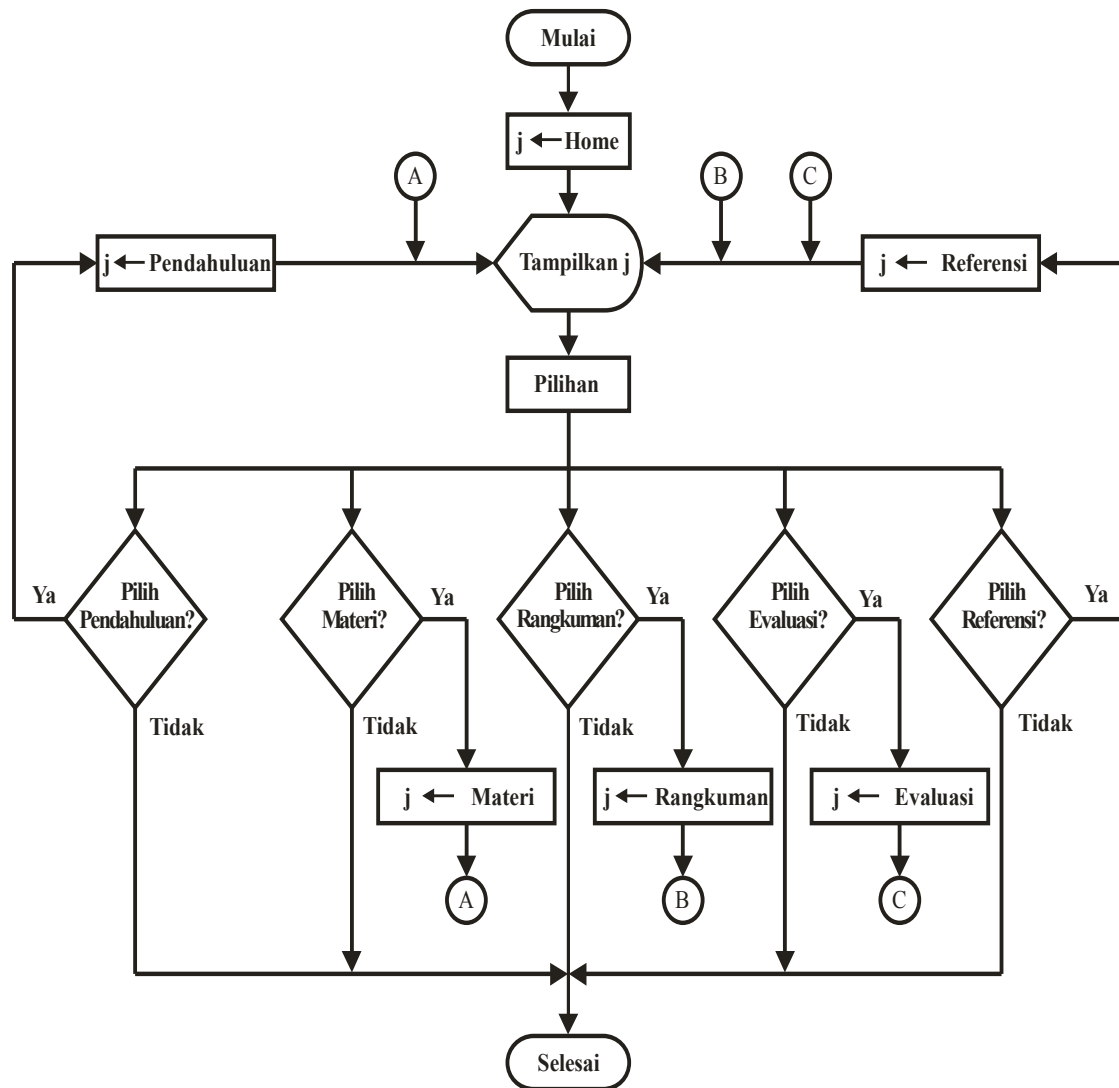 Mulai
j ← Home
A
B
C
j ← Pendahuluan
Tampilkan j
j ← Referensi
Pilihan
Ya
Pilih
Pendahuluan?
Pilih
Materi?
Ya
Pilih
Rangkuman?
Ya
Pilih
Evaluasi?
Ya
Pilih
Referensi?
Ya
Tidak
Tidak
Tidak
Tidak
Tidak
j ← Materi
j ← Rangkuman
j ← Evaluasi
A
B
C
Selesai